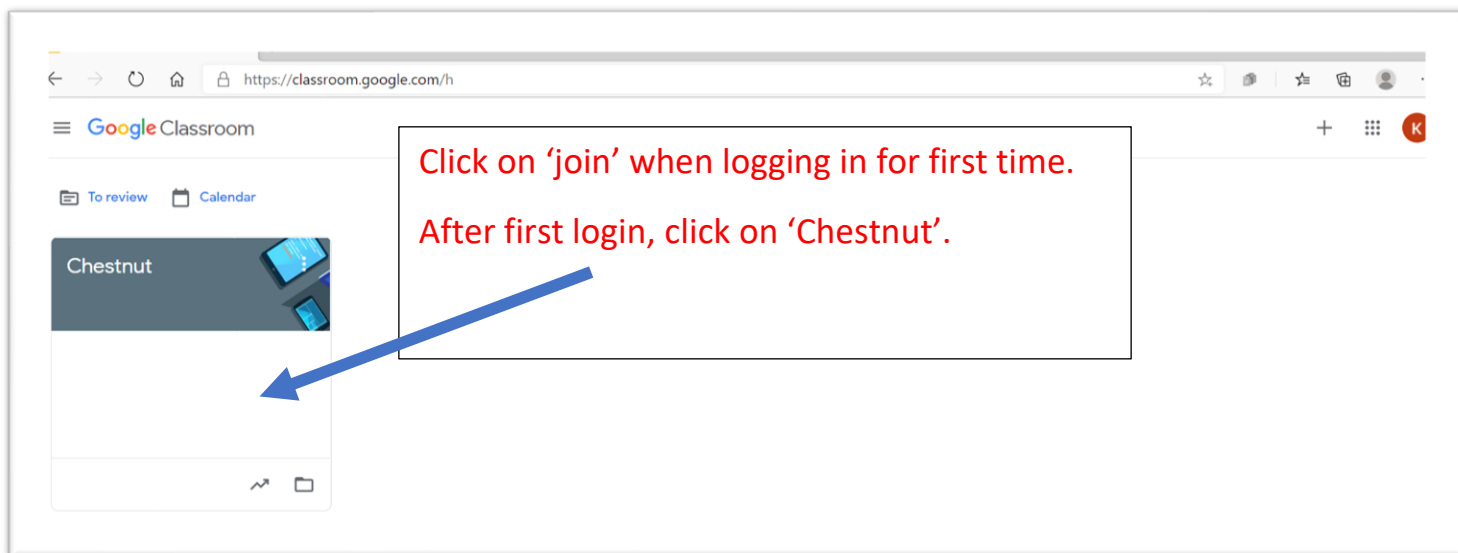 https://classroom.google.com/h
Google Classroom
K
Click on ‘join’ when logging in for first time.
After first login, click on ‘Chestnut’.
To review Calendar
Chestnut